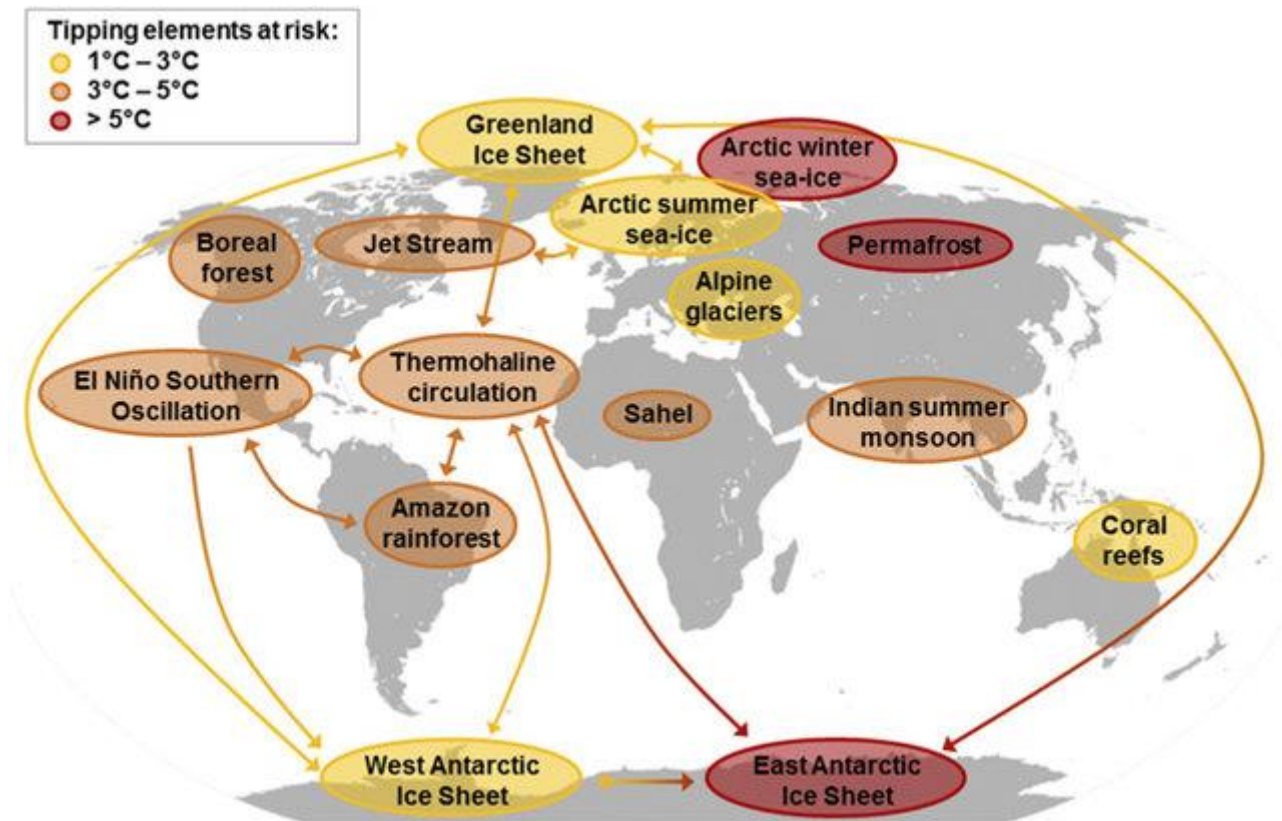 Tipping elements at risk:
1°C – 3°C
3°C – 5°C
> 5°C
Greenland
Ice Sheet
Arctic winter
sea-ice
Arctic summer
sea-ice
Boreal
forest
Jet Stream
Permafrost
Alpine
glaciers
El Niño Southern
Oscillation
Thermohaline
circulation
Sahel
Indian summer
monsoon
Amazon
rainforest
Coral
reefs
West Antarctic
Ice Sheet
East Antarctic
Ice Sheet